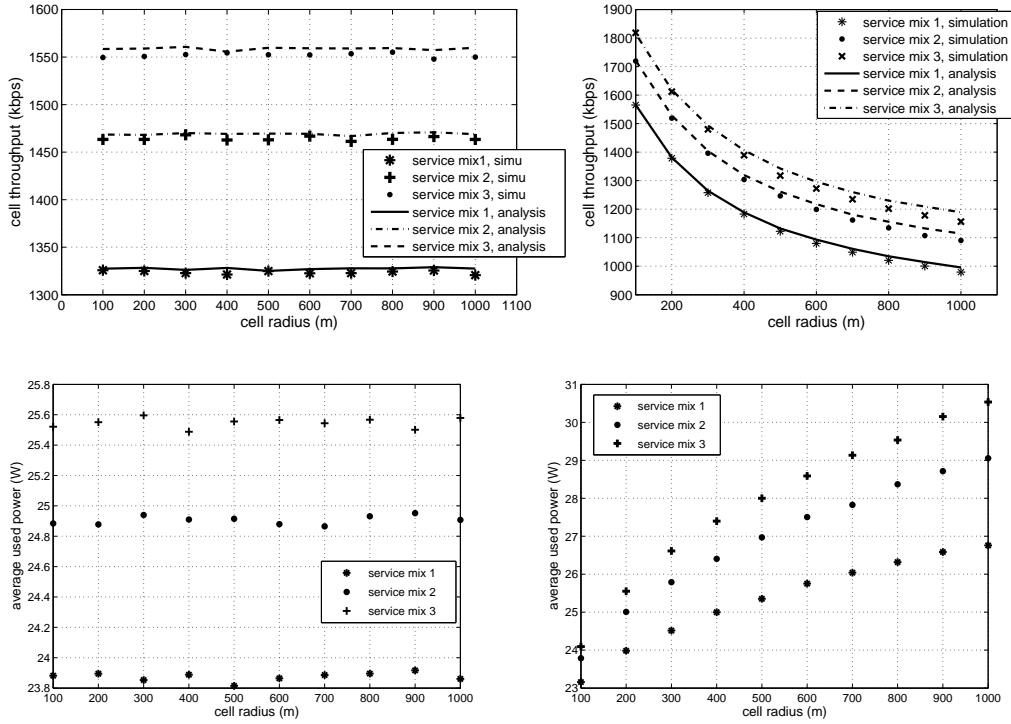 1600
1550
1500
1450
1400
1350
1300
0 100 200 300 400 500 600 700 800 900 1000 1100
cell radius (m)
cell throughput (kbps)
service mix1, simu
service mix 2, simu
service mix 3, simu
service mix 1, analysis
service mix 2, analysis
service mix 3, analysis
1900
1800
1700
1600
1500
1400
1300
1200
1100
1000
900
200 400 600 800 1000
cell radius (m)
cell throughput (kbps)
service mix 1, simulation
service mix 2, simulation
service mix 3, simulation
service mix 1, analysis
service mix 2, analysis
service mix 3, analysis
25.8
25.6
25.4
25.2
25
24.8
24.6
24.4
24.2
24
23.8
100 200 300 400 500 600 700 800 900 1000
cell radius (m)
average used power (W)
service mix 1
service mix 2
service mix 3
31
30
29
28
27
26
25
24
23
100 200 300 400 500 600 700 800 900 1000
cell radius (m)
average used power (W)
service mix 1
service mix 2
service mix 3